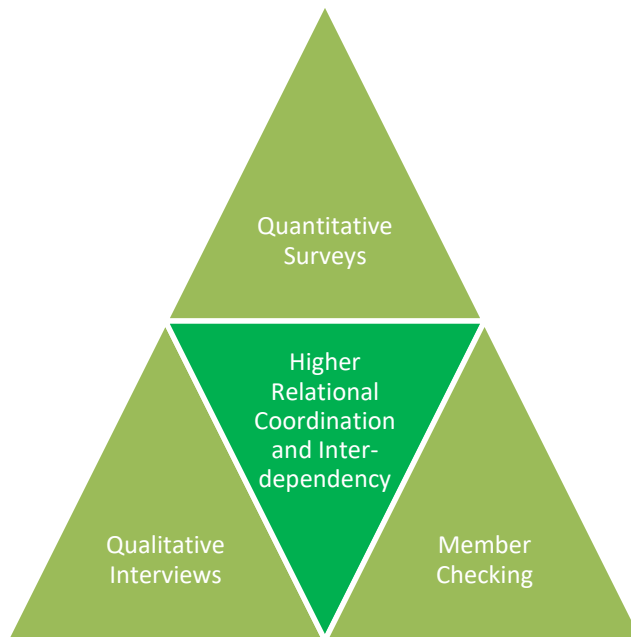 Quantitative
Surveys
Higher
Relational
Coordination
and Inter-
dependency
Qualitative
Interviews
Member
Checking